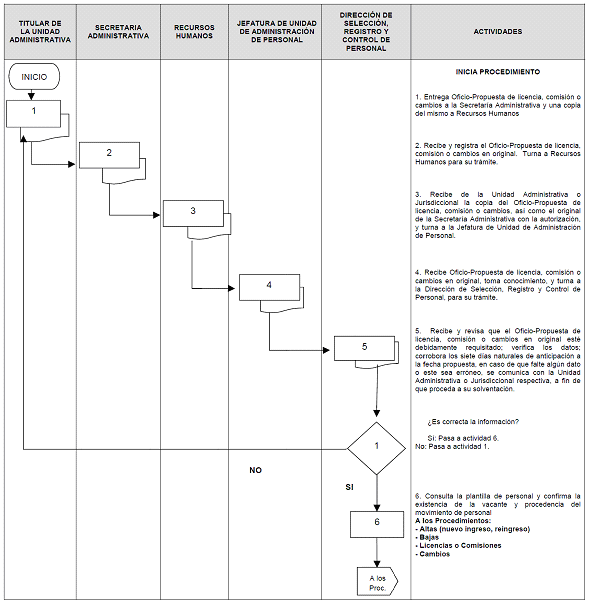 TITULAR DE
LA UNIDAD
ADMINISTRATIVA
SECRETARIA
ADMINISTRATIVA
RECURSOS
HUMANOS
JEFATURA DE UNIDAD
DE ADMINISTRACIÓN
DE PERSONAL
DIRECCIÓN DE
SELECCIÓN,
REGISTRO Y
CONTROL DE
PERSONAL
ACTIVIDADES
INICIO
1
2
3
4
5
1
NO
SI
6
A los
Proc.
INICIA PROCEDIMIENTO
1. Entrega Oficio-Propuesta de licencia, comisión o
cambios a la Secretaría Administrativa y una copia
del mismo a Recursos Humanos
2. Recibe y registra el Oficio-Propuesta de licencia,
comisión o cambios en original. Turna a Recursos
Humanos para su trámite.
3. Recibe de la Unidad Administrativa o
Jurisdiccional la copia del Oficio-Propuesta de
licencia, comisión o cambios, así como el original
de la Secretaría Administrativa con la autorización,
y turna a la Jefatura de Unidad de Administración
de Personal.
4. Recibe Oficio-Propuesta de licencia, comisión o
cambios en original, toma conocimiento, y turna a
la Dirección de Selección, Registro y Control de
Personal, para su trámite.
5. Recibe y revisa que el Oficio-Propuesta de
licencia, comisión o cambios en original esté
debidamente requisitado; verifica los datos;
corrobora los siete días naturales de anticipación a
la fecha propuesta, en caso de que falte algún dato
o este sea erróneo, se comunica con la Unidad
Administrativa o Jurisdiccional respectiva, a fin de
que proceda a su solventación.
¿Es correcta la información?
Si: Pasa a actividad 6.
No: Pasa a actividad 1.
6. Consulta la plantilla de personal y confirma la
existencia de la vacante y procedencia del
movimiento de personal
A los Procedimientos:
- Altas (nuevo ingreso, reingreso)
- Bajas
- Licencias o Comisiones
- Cambios